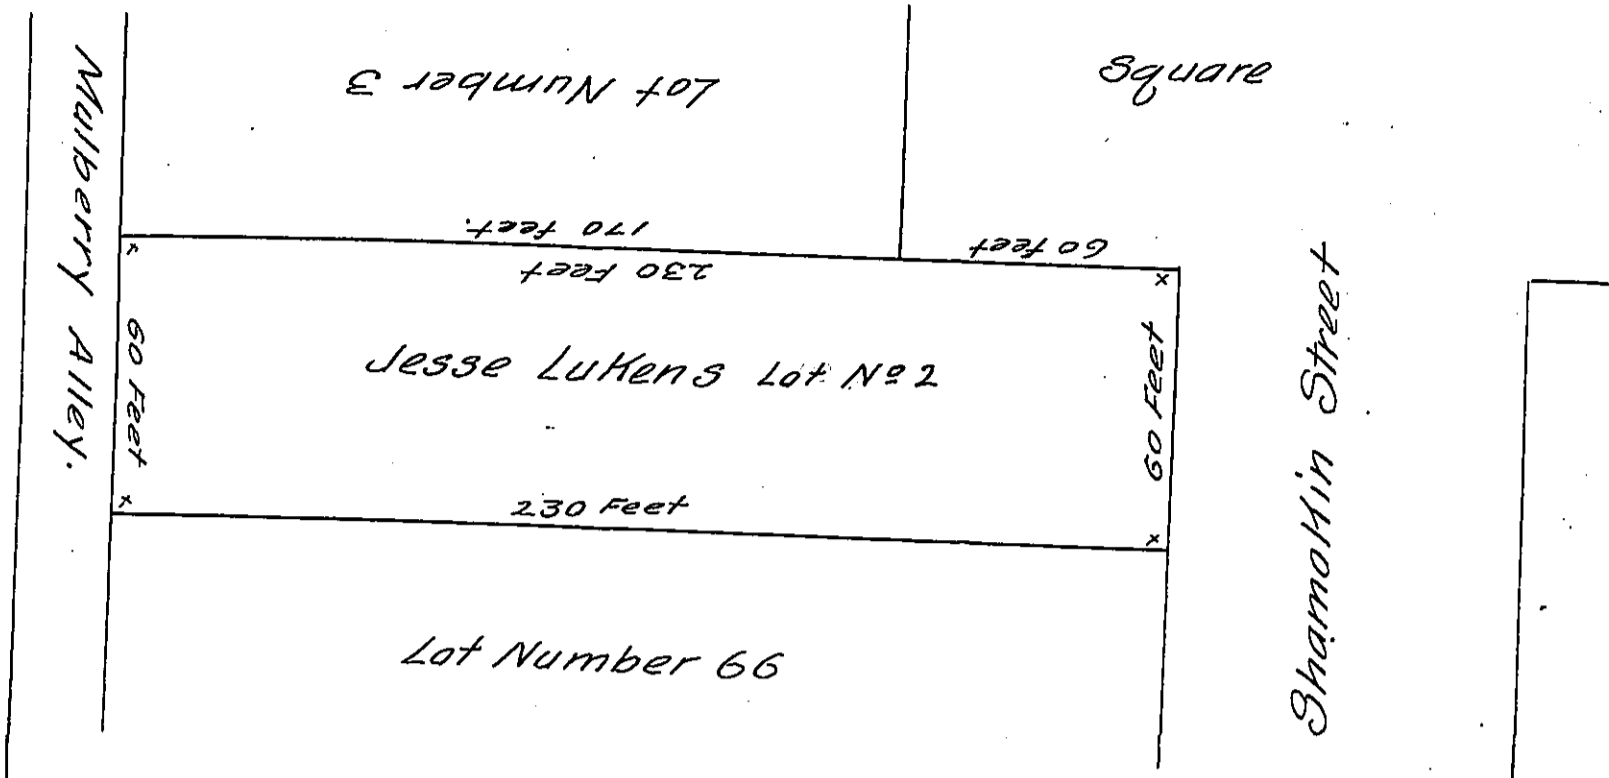 Mulberry Alley.
Lot Number 3
Square
170 feet.
60 feet
230 Feet
60 Feet
Jesse Lukens Lot Nº 2
60 Feet
Shamokin Street
230 Feet
Lot Number 66